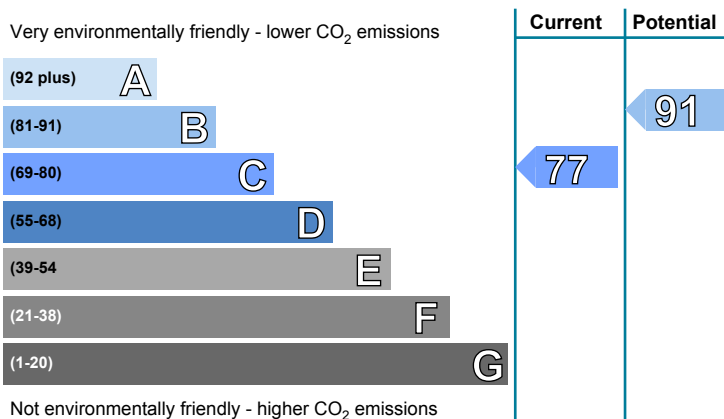 Current Potential
Very environmentally friendly - lower CO2 emissions
(92 plus) A
(81-91) B
91
(69-80) C
77
(55-68) D
(39-54 E
(21-38) F
(1-20) G
Not environmentally friendly - higher CO2 emissions